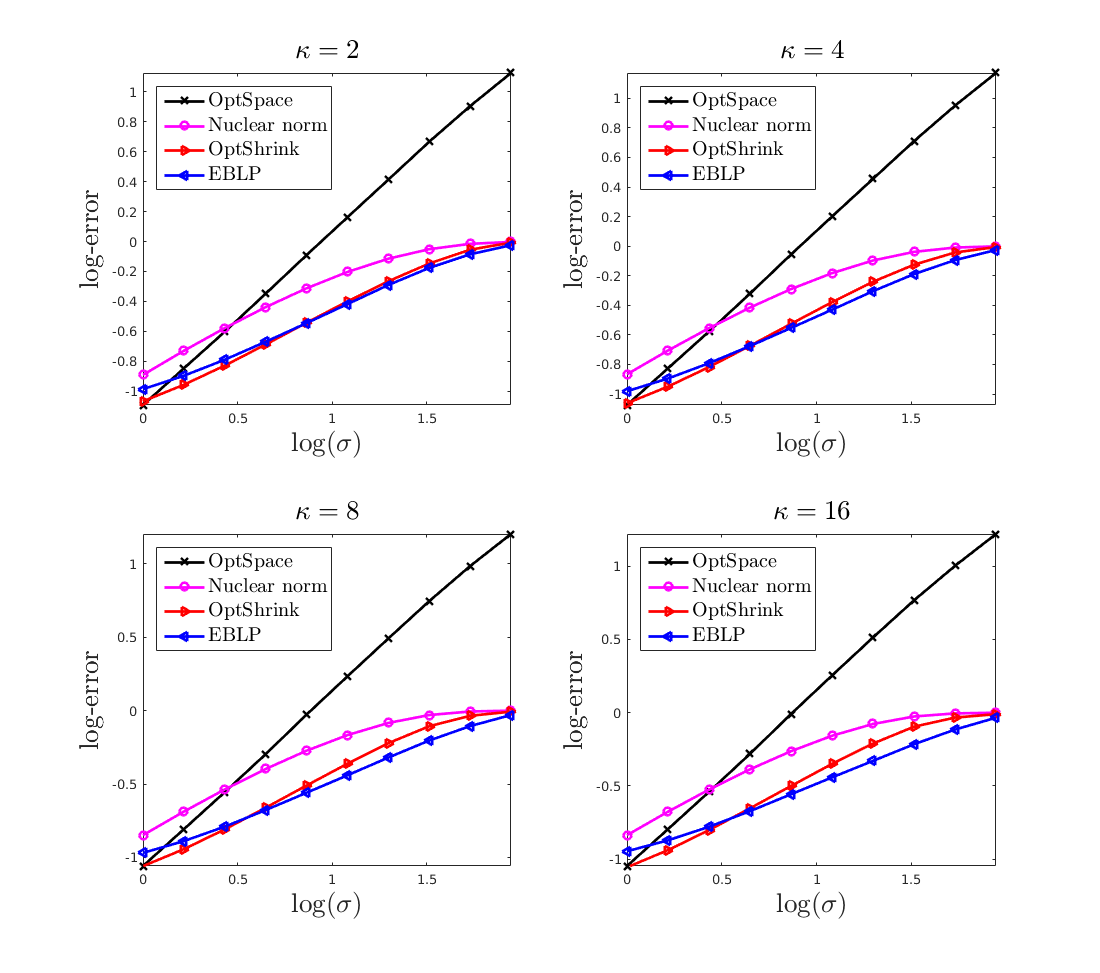 κ = 2
OptSpace
Nuclear norm
OptShrink
EBLP
1
0.8
0.6
0.4
0.2
0
-0.2
-0.4
-0.6
-0.8
-1
log-error
0 0.5 1 1.5
log(σ)
κ = 4
OptSpace
Nuclear norm
OptShrink
EBLP
1
0.8
0.6
0.4
0.2
0
-0.2
-0.4
-0.6
-0.8
-1
log-error
0 0.5 1 1.5
log(σ)
κ = 8
OptSpace
Nuclear norm
OptShrink
EBLP
1
0.5
0
-0.5
-1
log-error
0 0.5 1 1.5
log(σ)
κ = 16
OptSpace
Nuclear norm
OptShrink
EBLP
1
0.5
0
-0.5
-1
log-error
0 0.5 1 1.5
log(σ)